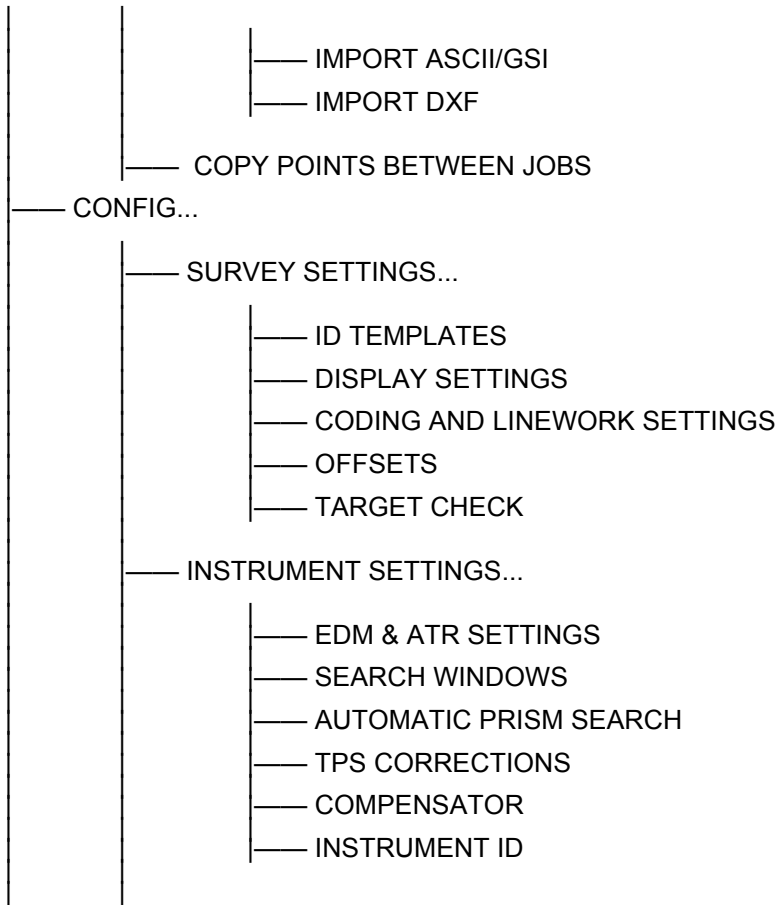 IMPORT ASCII/GSI
IMPORT DXF
COPY POINTS BETWEEN JOBS
CONFIG...
SURVEY SETTINGS...
ID TEMPLATES
DISPLAY SETTINGS
CODING AND LINEWORK SETTINGS
OFFSETS
TARGET CHECK
INSTRUMENT SETTINGS...
EDM & ATR SETTINGS
SEARCH WINDOWS
AUTOMATIC PRISM SEARCH
TPS CORRECTIONS
COMPENSATOR
INSTRUMENT ID